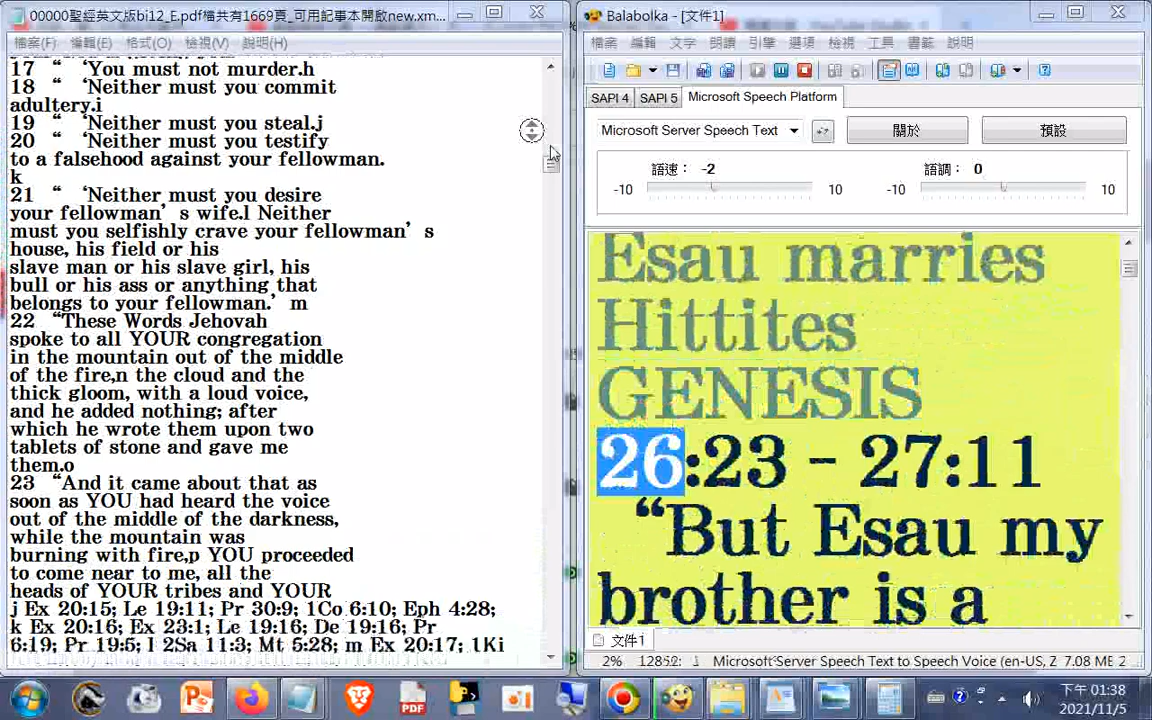 00000聖經英文版bi12_E.pdf檔共有1669頁_可用記事本開啟new.xm...
檔案(F) 編輯(E) 格式(O) 檢視(V) 說明(H)
17 “ ‘You must not murder.h
18 “ ‘Neither must you commit
adultery.i
19 “ ‘Neither must you steal.j
20 “ ‘Neither must you testify
to a falsehood against your fellowman.
k
21 “ ‘Neither must you desire
your fellowman’s wife.l Neither
must you selfishly crave your fellowman’s
house, his field or his
slave man or his slave girl, his
bull or his ass or anything that
belongs to your fellowman.’ m
22 “These Words Jehovah
spoke to all YOUR congregation
in the mountain out of the middle
of the fire,n the cloud and the
thick gloom, with a loud voice,
and he added nothing; after
which he wrote them upon two
tablets of stone and gave me
them.o
23 “And it came about that as
soon as YOU had heard the voice
out of the middle of the darkness,
while the mountain was
burning with fire,p YOU proceeded
to come near to me, all the
heads of YOUR tribes and YOUR
j Ex 20:15; Le 19:11; Pr 30:9; 1Co 6:10; Eph 4:28;
k Ex 20:16; Ex 23:1; Le 19:16; De 19:16; Pr
6:19; Pr 19:5; l 2Sa 11:3; Mt 5:28; m Ex 20:17; 1Ki
Balabolka - [文件1]
檔案 編輯 文字 朗讀 引擎 選項 檢視 工具 書籤 說明
SAPI 4 SAPI 5 Microsoft Speech Platform
Microsoft Server Speech Text 關於 預設
語速: -2 語調: 0
-10 10 -10 10
Esau marries
Hittites
GENESIS
26:23 – 27:11
“But Esau my
brother is a
文件1
2% 12852: 1 Microsoft Server Speech Text to Speech Voice (en-US, Z 7.08 ME 2
PDF
下午 01:38
2021/11/5